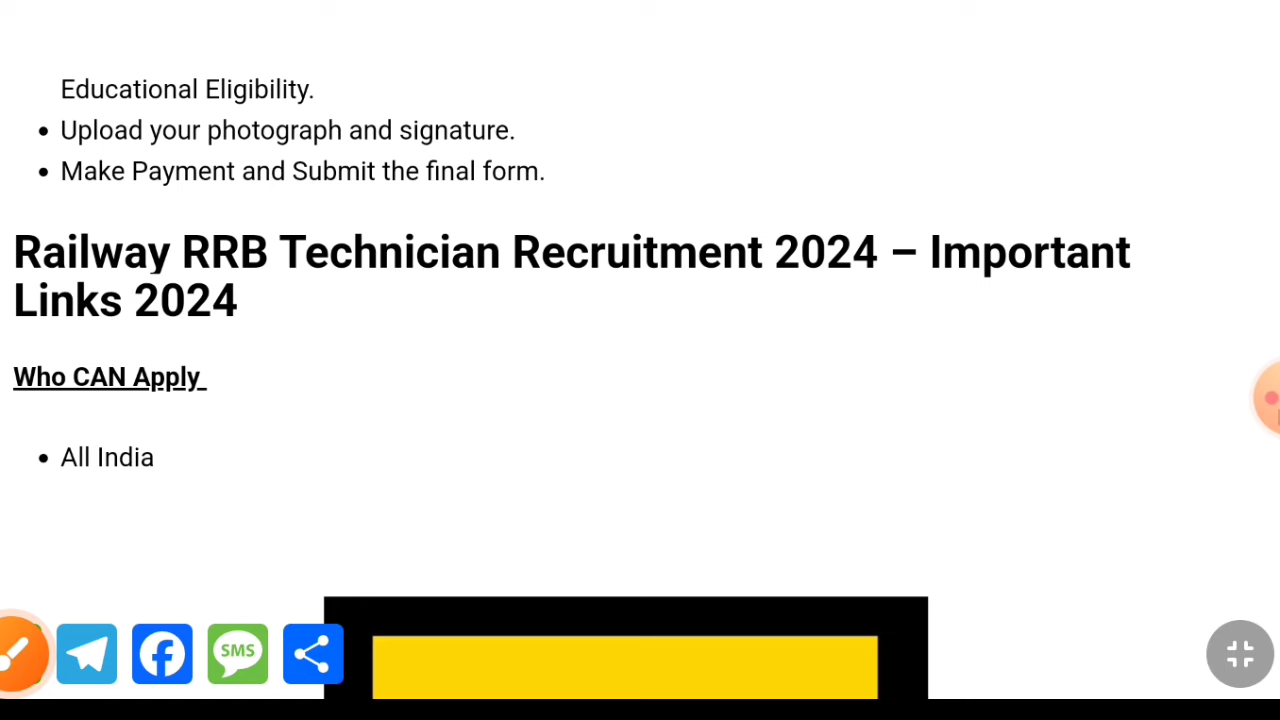 Educational Eligibility.
• Upload your photograph and signature.
• Make Payment and Submit the final form.
Railway RRB Technician Recruitment 2024 – Important
Links 2024
Who CAN Apply
• All India
SMS